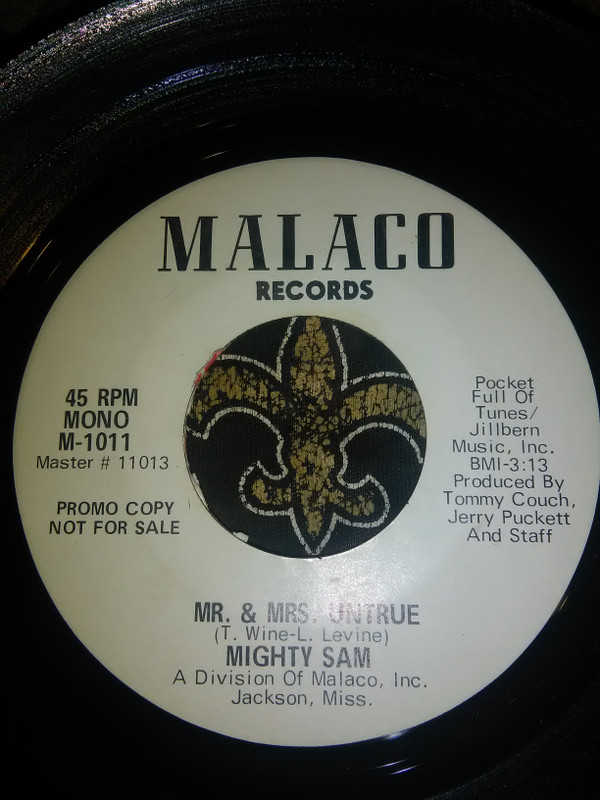 MALACO
RECORDS
45 RPM
MONO
M-1011
Master # 11013
PROMO COPY
NOT FOR SALE
Pocket
Full Of
Tunes/
Jillbern
Music, Inc.
BMI-3:13
Produced By
Tommy Couch,
Jerry Puckett
And Staff
MR. & MRS. UNTRUE
(T. Wine-L. Levine)
MIGHTY SAM
A Division Of Malaco, Inc.
Jackson, Miss.